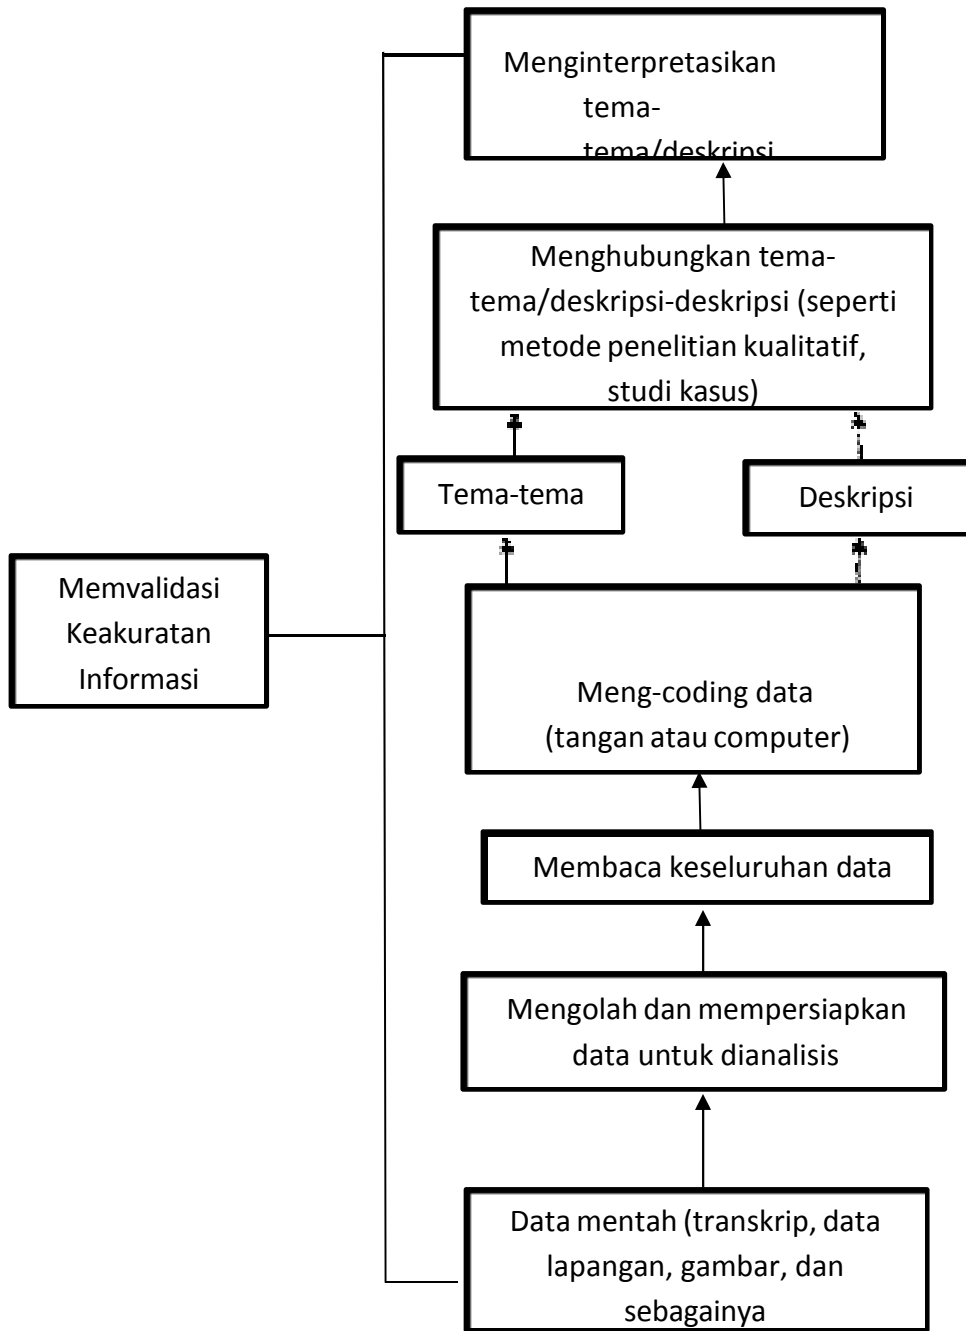 Menginterpretasikan
tema-
tema/deskripsi
Menghubungkan tema-
tema/deskripsi-deskripsi (seperti
metode penelitian kualitatif,
studi kasus)
Tema-tema
Deskripsi
Memvalidasi
Keakuratan
Informasi
Meng-coding data
(tangan atau computer)
Membaca keseluruhan data
Mengolah dan mempersiapkan
data untuk dianalisis
Data mentah (transkrip, data
lapangan, gambar, dan
sebagainya